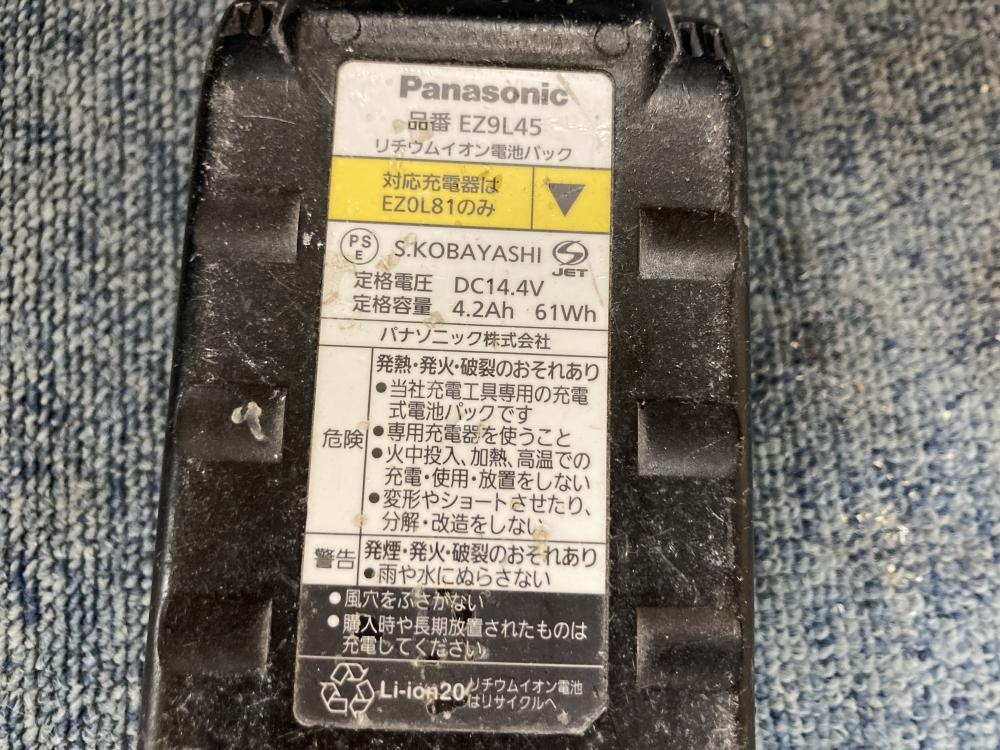 Panasonic
品番 EZ9L45
リチウムイオン電池パック
対応充電器は
EZ0L81のみ
PS
E
S.KOBAYASHI
JET
定格電圧 DC14.4V
定格容量 4.2Ah 61Wh
パナソニック株式会社
危険
発熱・発火・破裂のおそれあり
●当社充電工具専用の充電
式電池パックです
●専用充電器を使うこと
●火中投入、加熱、高温での
充電・使用・放置をしない
●変形やショートさせたり、
分解・改造をしない
警告
発煙・発火・破裂のおそれあり
●雨や水にぬらさない
●風穴をふさがない
●購入時や長期放置されたものは
充電してください
Li-ion20
リチウムイオン電池
はリサイクルへ